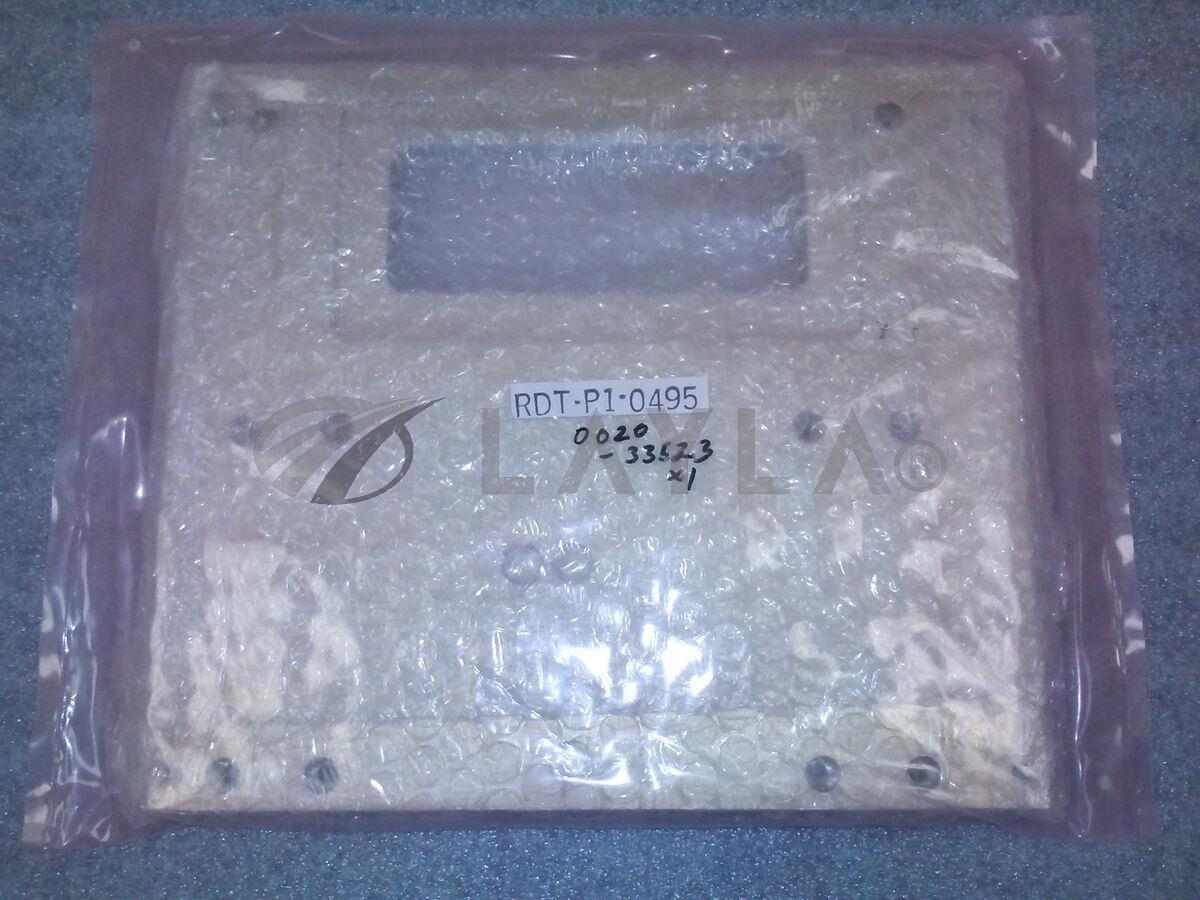 RDT-P1-0495
0020
-33523
x1
LAYLA®